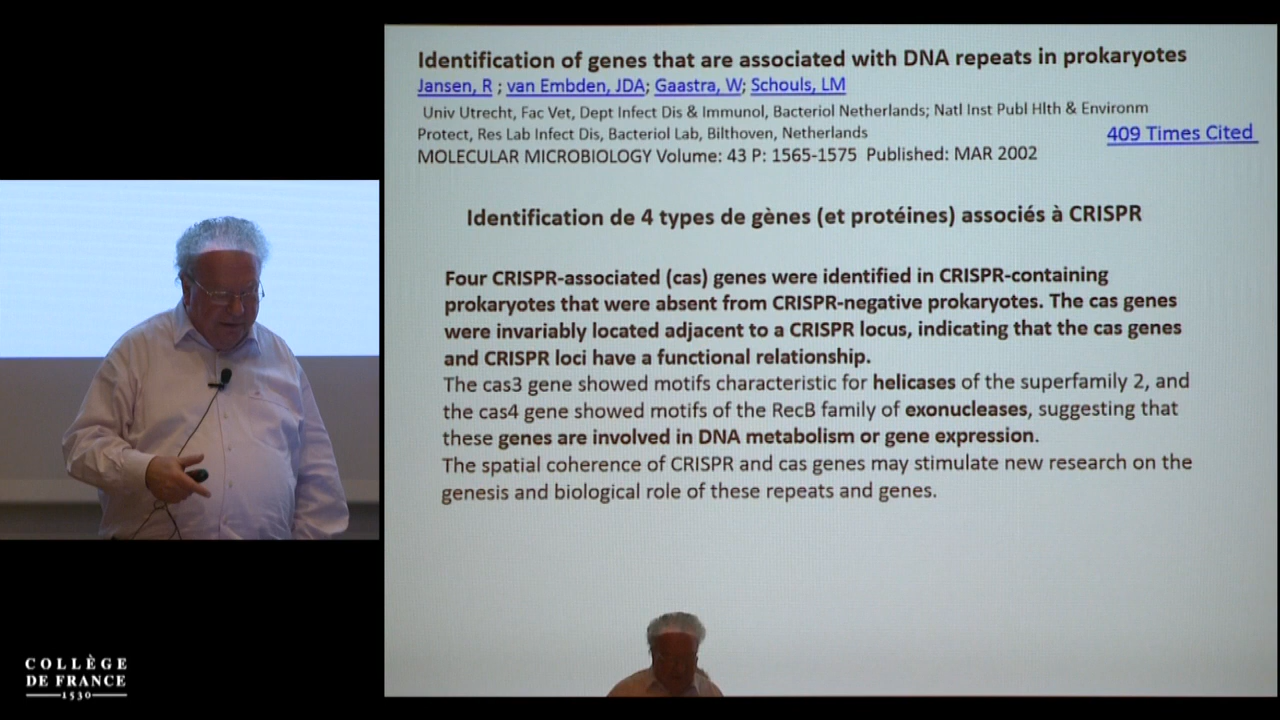 Identification of genes that are associated with DNA repeats in prokaryotes
Jansen, R ; van Embden, JDA; Gaastra, W; Schouls, LM
Univ Utrecht, Fac Vet, Dept Infect Dis & Immunol, Bacteriol Netherlands; Natl Inst Publ Hlth & Environm
Protect, Res Lab Infect Dis, Bacteriol Lab, Bilthoven, Netherlands
409 Times Cited
MOLECULAR MICROBIOLOGY Volume: 43 P: 1565-1575 Published: MAR 2002
Identification de 4 types de gènes (et protéines) associés à CRISPR
Four CRISPR-associated (cas) genes were identified in CRISPR-containing
prokaryotes that were absent from CRISPR-negative prokaryotes. The cas genes
were invariably located adjacent to a CRISPR locus, indicating that the cas genes
and CRISPR loci have a functional relationship.
The cas3 gene showed motifs characteristic for helicases of the superfamily 2, and
the cas4 gene showed motifs of the RecB family of exonucleases, suggesting that
these genes are involved in DNA metabolism or gene expression.
The spatial coherence of CRISPR and cas genes may stimulate new research on the
genesis and biological role of these repeats and genes.
COLLÈGE
DE FRANCE
1530